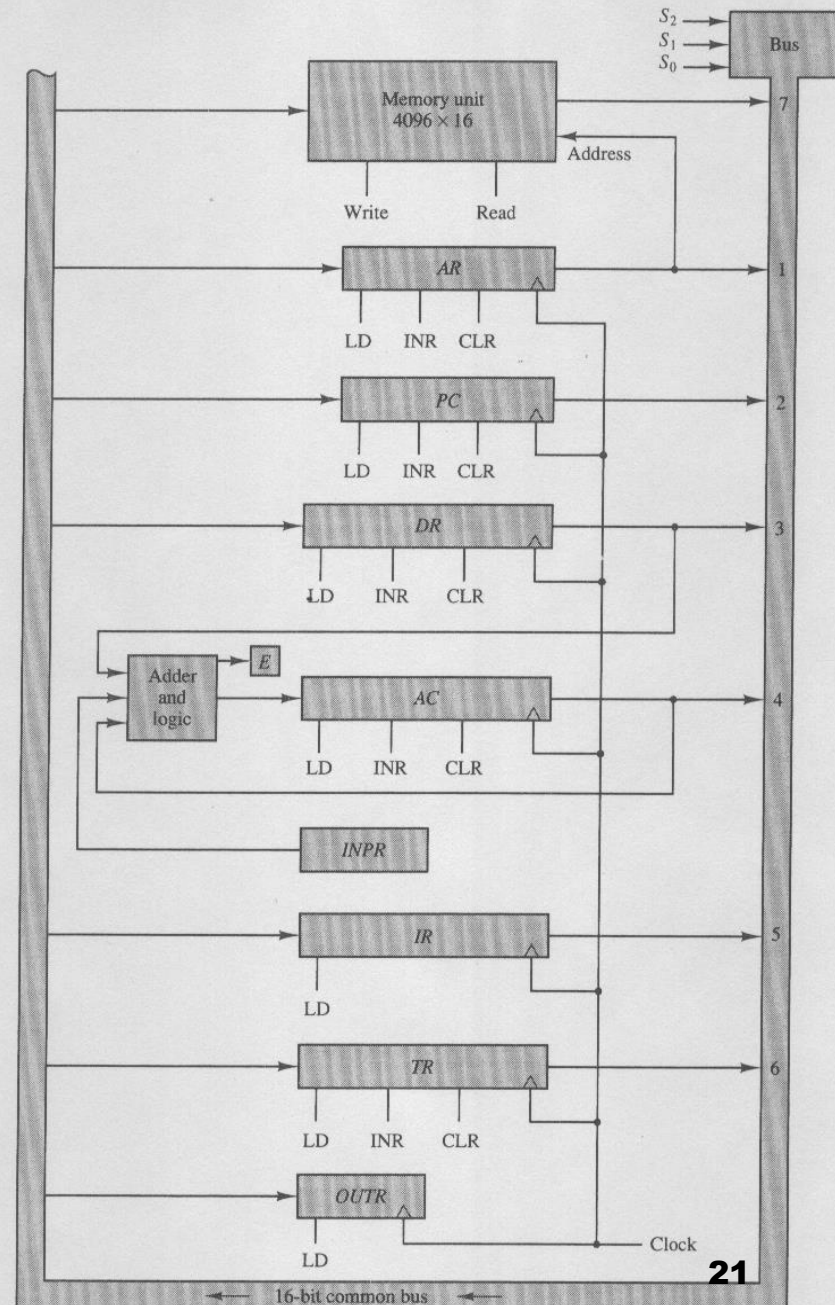 S2
S1
S0
Bus
Memory unit
4096 × 16
7
Address
Write Read
AR
1
LD INR CLR
PC
2
LD INR CLR
DR
3
LD INR CLR
E
Adder
and
logic
AC
4
LD INR CLR
INPR
IR
5
LD
TR
6
LD INR CLR
OUTR
LD
Clock
21
16-bit common bus